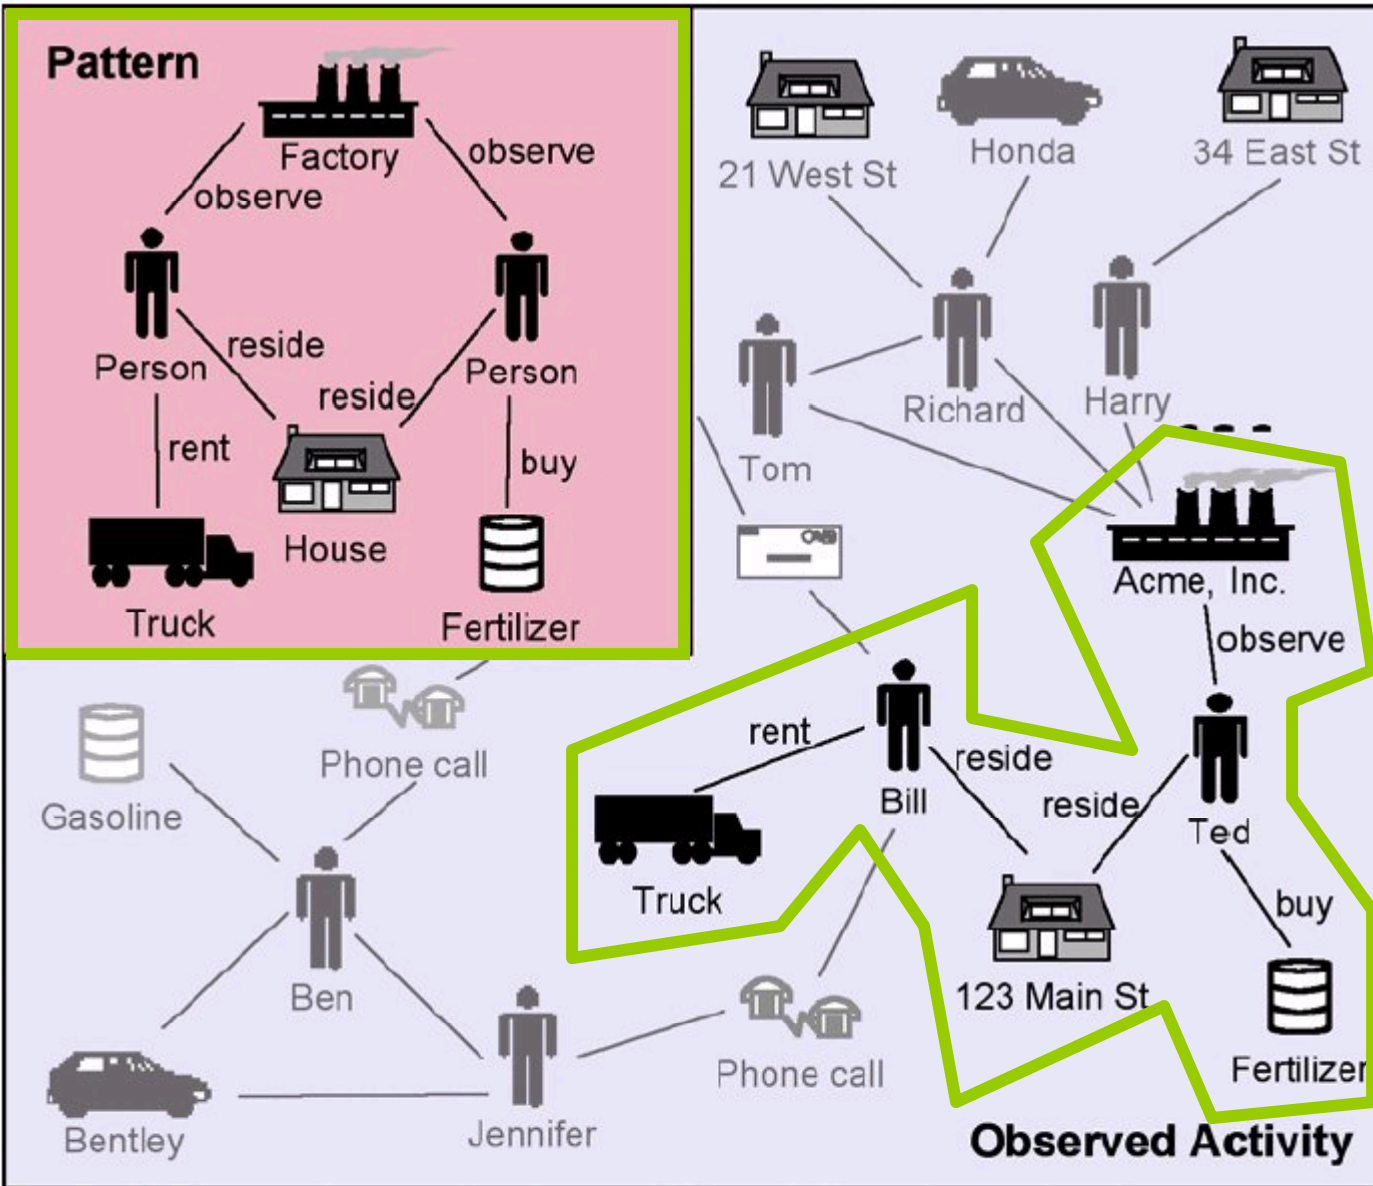 Pattern
Factory
observe
observe
Person
Person
reside
reside
rent
buy
House
Truck
Fertilizer
21 West St
Honda
34 East St
Tom
Richard
Harry
Acme, Inc.
observe
rent
reside
reside
Bill
Ted
Truck
buy
123 Main St
Fertilizer
Phone call
Gasoline
Ben
Phone call
Bentley
Jennifer
Observed Activity